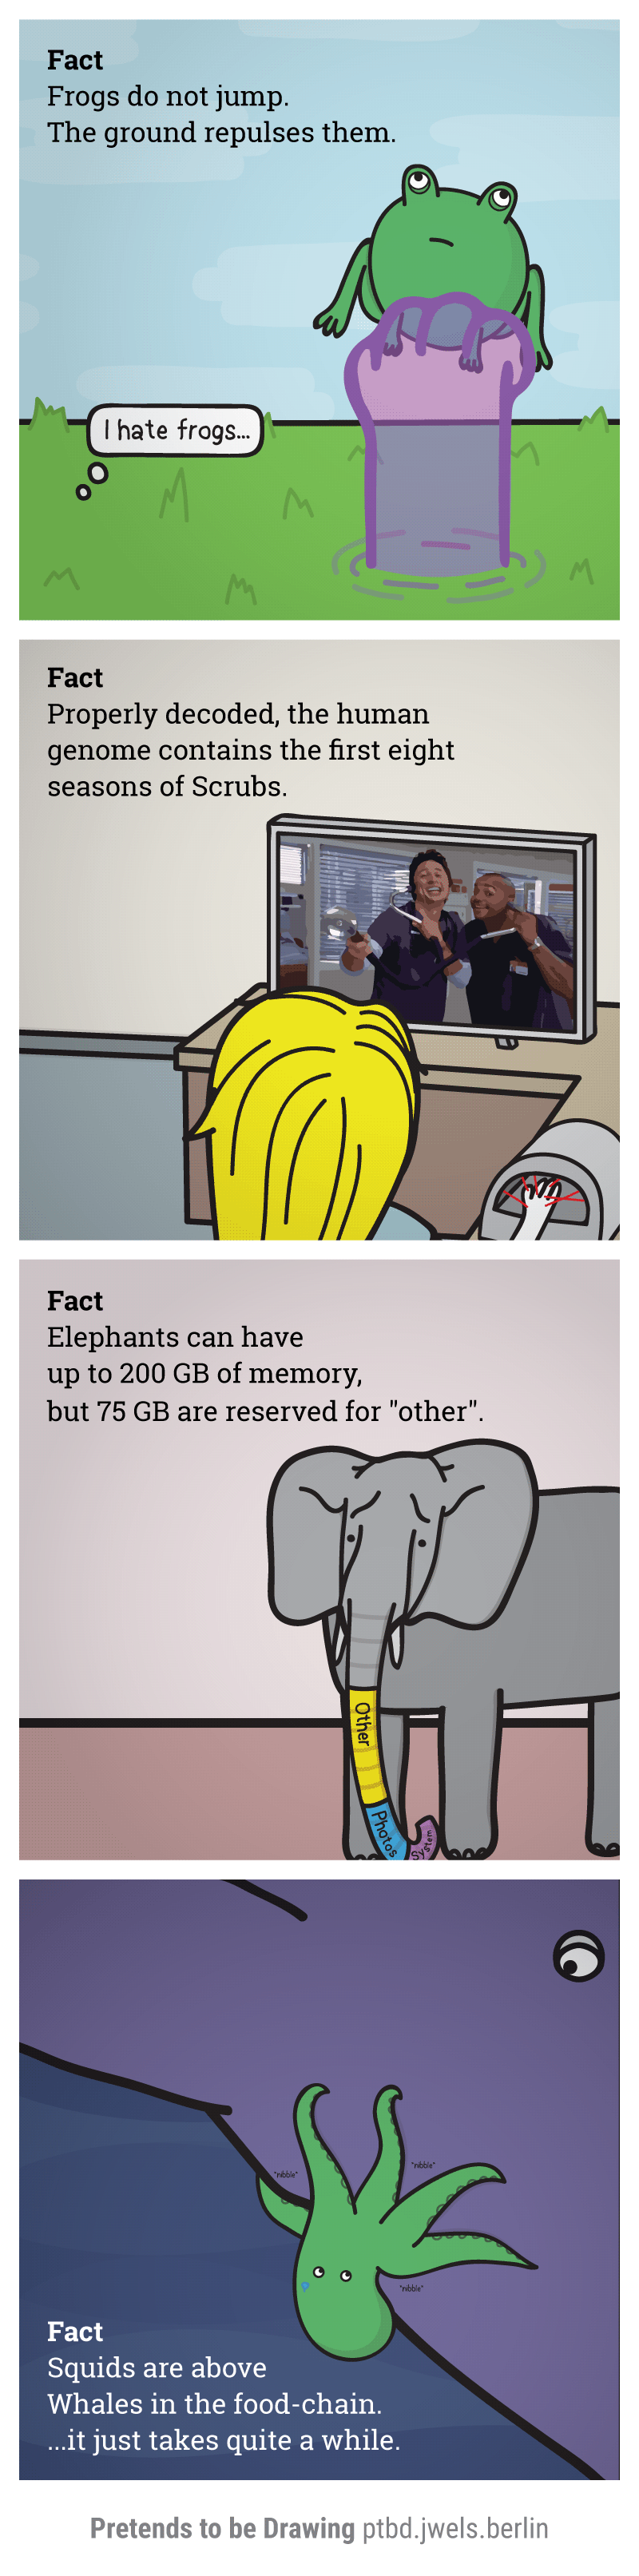 Fact
Frogs do not jump.
The ground repulses them.
I hate frogs...
Fact
Properly decoded, the human
genome contains the first eight
seasons of Scrubs.
Fact
Elephants can have
up to 200 GB of memory,
but 75 GB are reserved for "other".
Other
Photos
System
"nibble"
"nibble"
"nibble"
Fact
Squids are above
Whales in the food-chain.
...it just takes quite a while.
Pretends to be Drawing ptbd.jwels.berlin